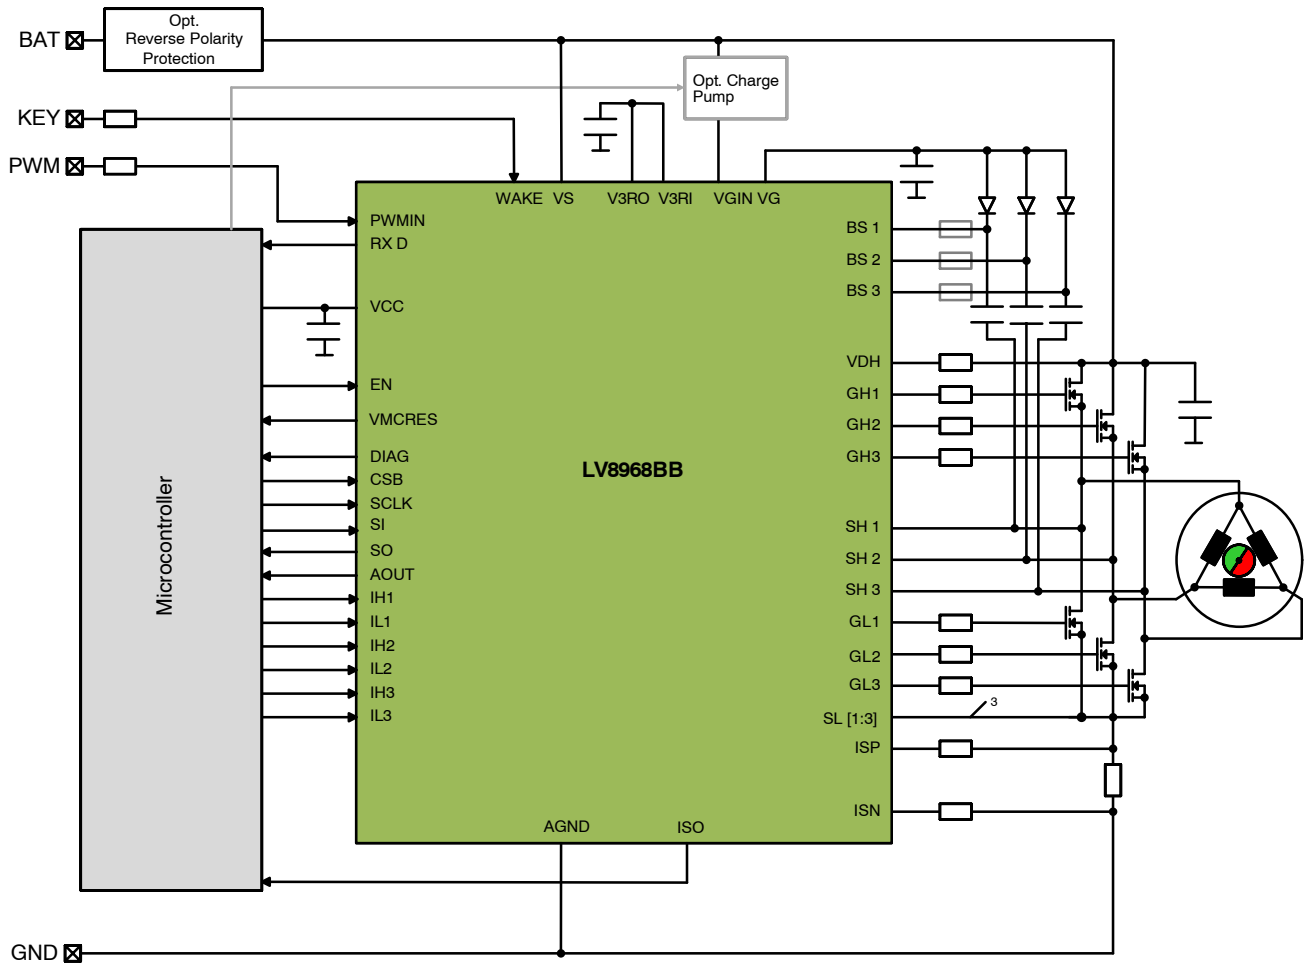 BAT
Opt.
Reverse Polarity
Protection
Opt. Charge
Pump
KEY
PWM
WAKE VS V3RO V3RI VGIN VG
PWMIN
RX D
VCC
EN
VMCRES
DIAG
CSB
SCLK
SI
SO
AOUT
IH1
IL1
IH2
IL2
IH3
IL3
Microcontroller
LV8968BB
BS 1
BS 2
BS 3
VDH
GH1
GH2
GH3
SH 1
SH 2
SH 3
GL1
GL2
GL3
SL [1:3]
3
ISP
ISN
AGND ISO
GND